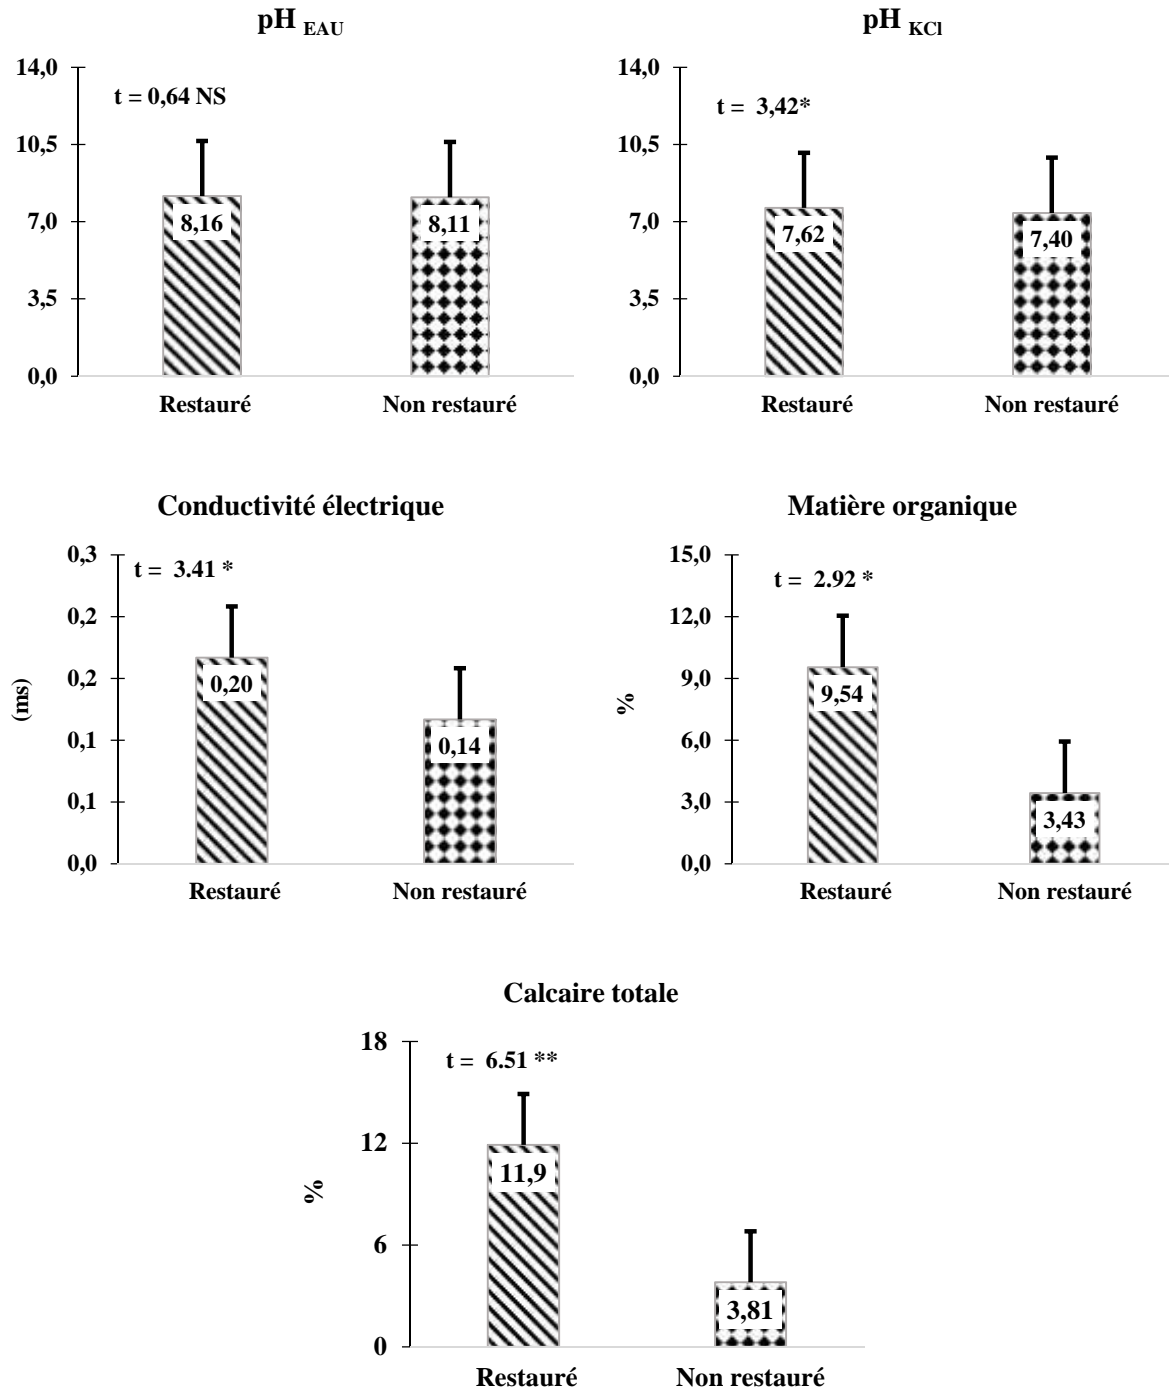 pH EAU
14,0
t = 0,64 NS
10,5
7,0
3,5
0,0
8,16
8,11
Restauré
Non restauré
pH KCl
14,0
t = 3,42*
10,5
7,0
3,5
0,0
7,62
7,40
Restauré
Non restauré
Conductivité électrique
0,3
t = 3.41 *
0,2
0,2
0,1
0,1
0,0
(ms)
0,20
0,14
Restauré
Non restauré
Matière organique
15,0
t = 2.92 *
12,0
9,0
6,0
3,0
0,0
%
9,54
3,43
Restauré
Non restauré
Calcaire totale
18
t = 6.51 **
12
6
0
%
11,9
3,81
Restauré
Non restauré